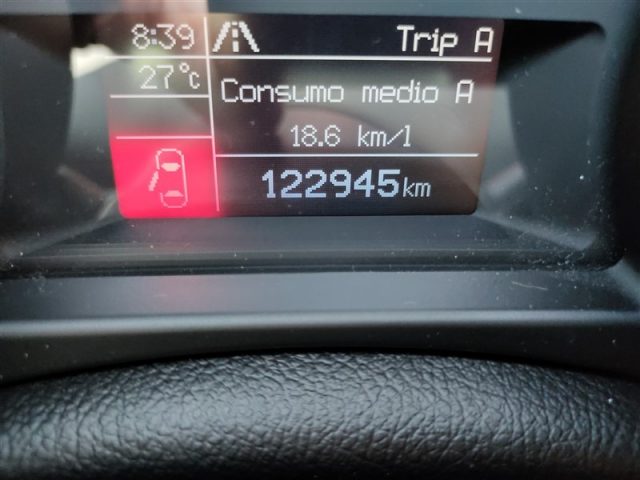 8:39 Trip A
27°c
Consumo medio A
18.6 km/l
122945km